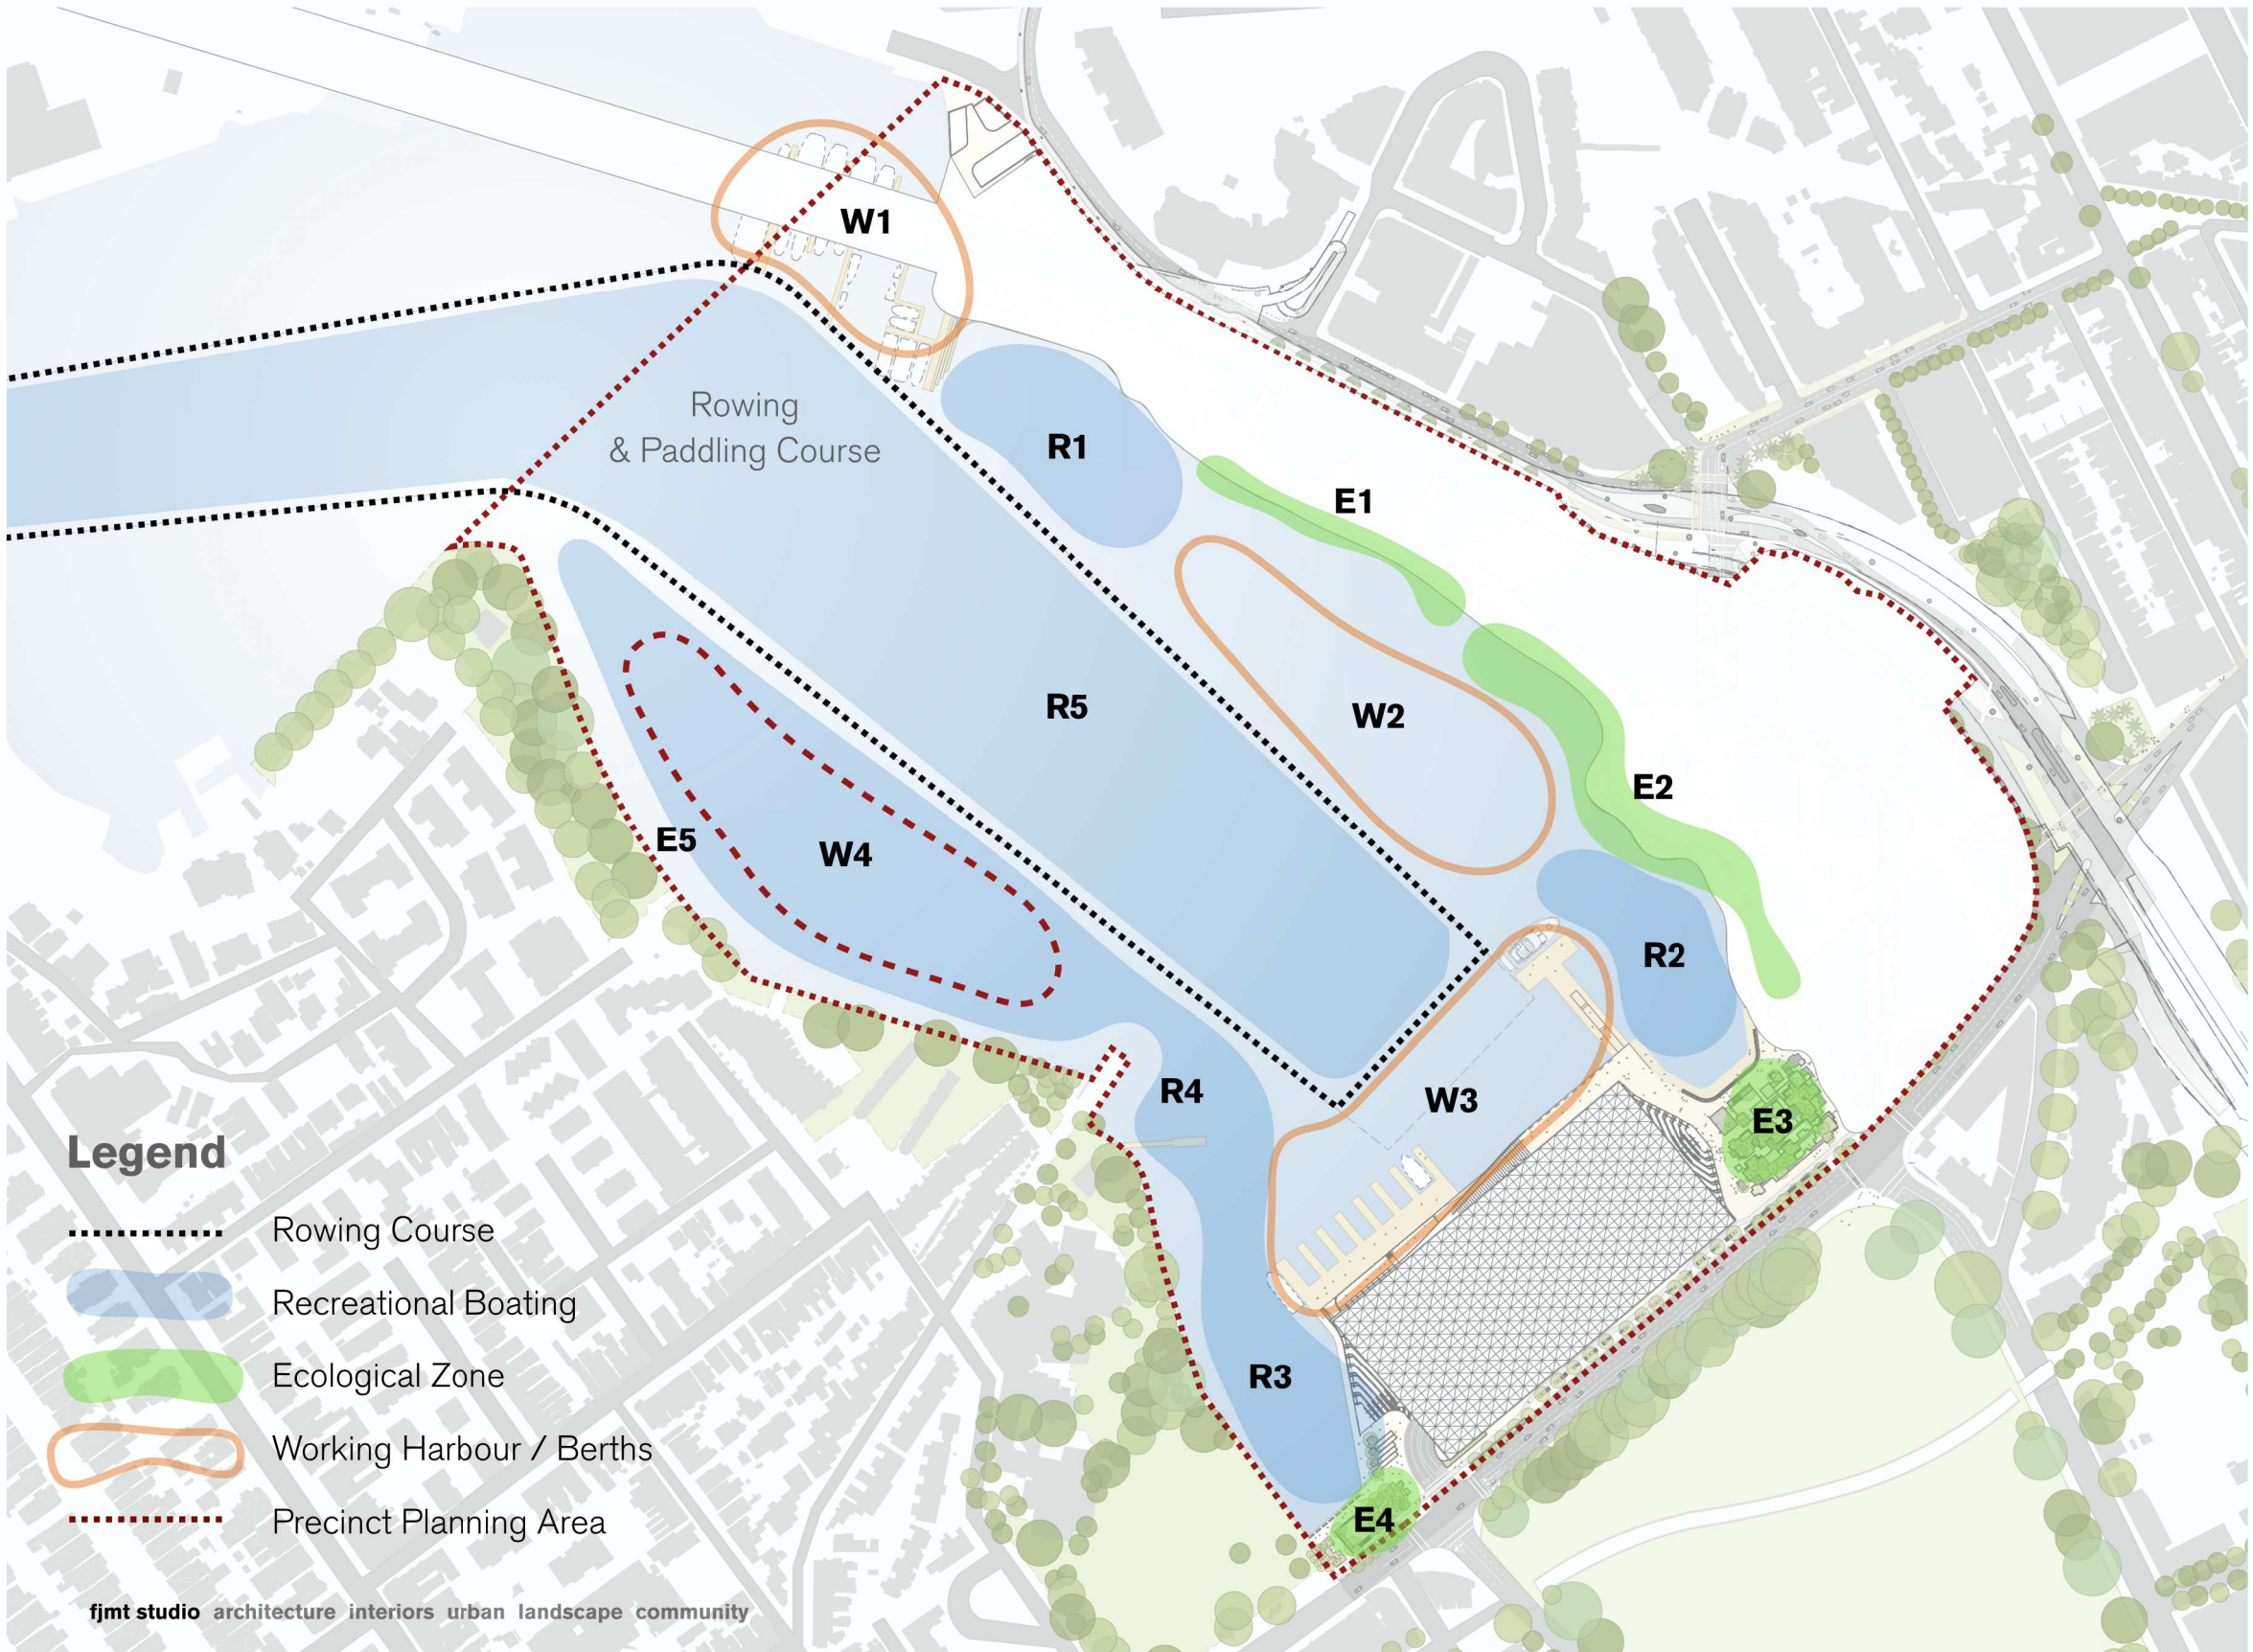 W1
Rowing
& Paddling Course
R1
E1
R5
W2
E2
E5
W4
R2
R4
W3
E3
R3
E4
Legend
Rowing Course
Recreational Boating
Ecological Zone
Working Harbour / Berths
Precinct Planning Area
fjmt studio architecture interiors urban landscape community